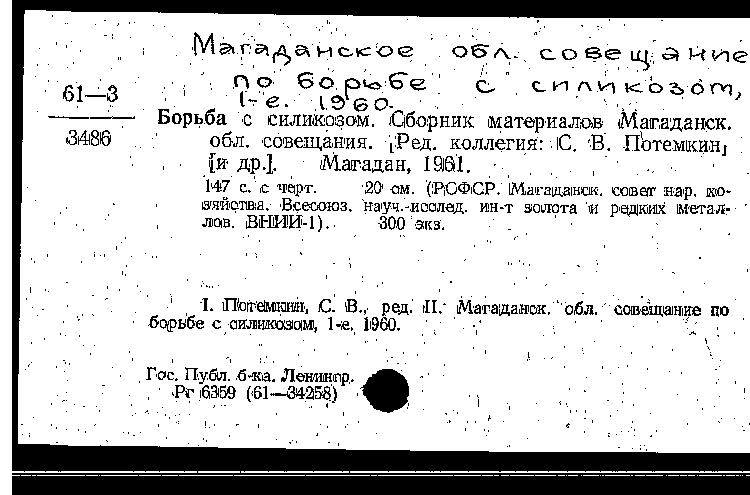 Магаданское обл. совещание
по борьбе с силикозом,
1-е. 1960.
61—3
3486
Борьба с силикозом. Сборник материалов Магаданск.
обл. совещания. [Ред. коллегия: С. В. Потемкин
[и др.]. Магадан, 1961.
147 с. с черт. 20 см. (РСФСР. Магаданск. совет нар. хо-
зяйства. Всесоюз. науч.-исслед. ин-т золота и редких метал-
лов. ВНИИ-1). 300 экз.
I. Потемкин, С. В., ред. II. Магаданск. обл. совещание по
борьбе с силикозом, 1-е, 1960.
Гос. Публ. б-ка. Ленингр.
Рг 6359 (61—34258)